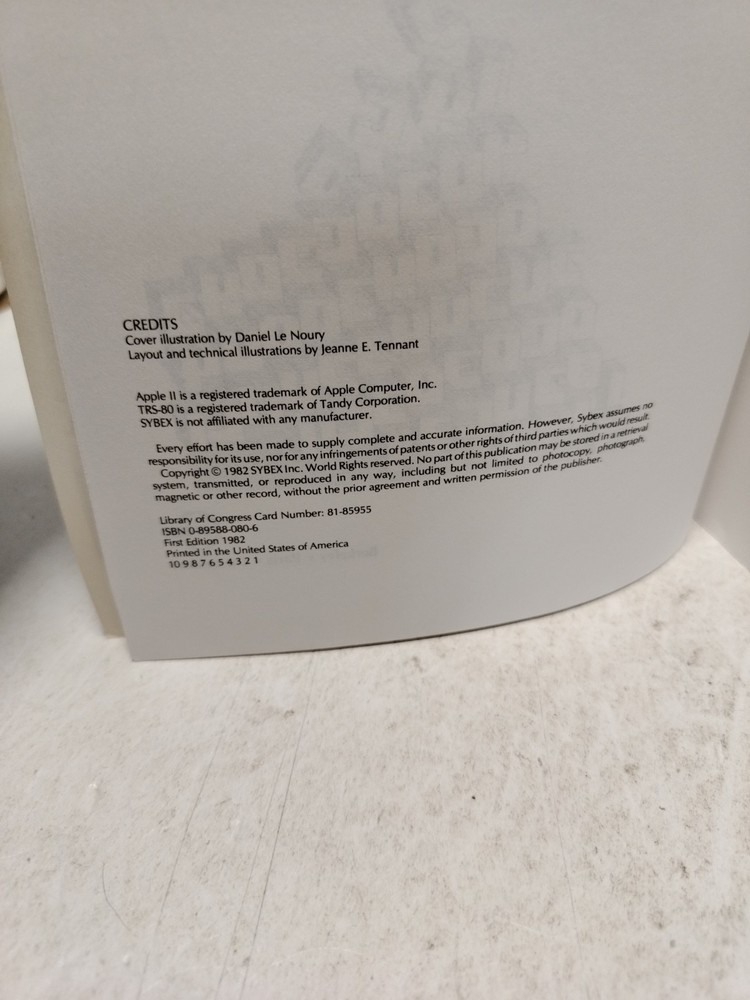 CREDITS
Cover illustration by Daniel Le Noury
Layout and technical illustrations by Jeanne E. Tennant
Apple II is a registered trademark of Apple Computer, Inc.
TRS-80 is a registered trademark of Tandy Corporation.
SYBEX is not affiliated with any manufacturer.
Every effort has been made to supply complete and accurate information. However, Sybex assumes no
responsibility for its use, nor for any infringements of patents or other rights of third parties which would result.
Copyright © 1982 SYBEX Inc. World Rights reserved. No part of this publication may be stored in a retrieval
system, transmitted, or reproduced in any way, including but not limited to photocopy, photograph,
magnetic or other record, without the prior agreement and written permission of the publisher.
Library of Congress Card Number: 81-85955
ISBN 0-89588-080-6
First Edition 1982
Printed in the United States of America
10 9 8 7 6 5 4 3 2 1